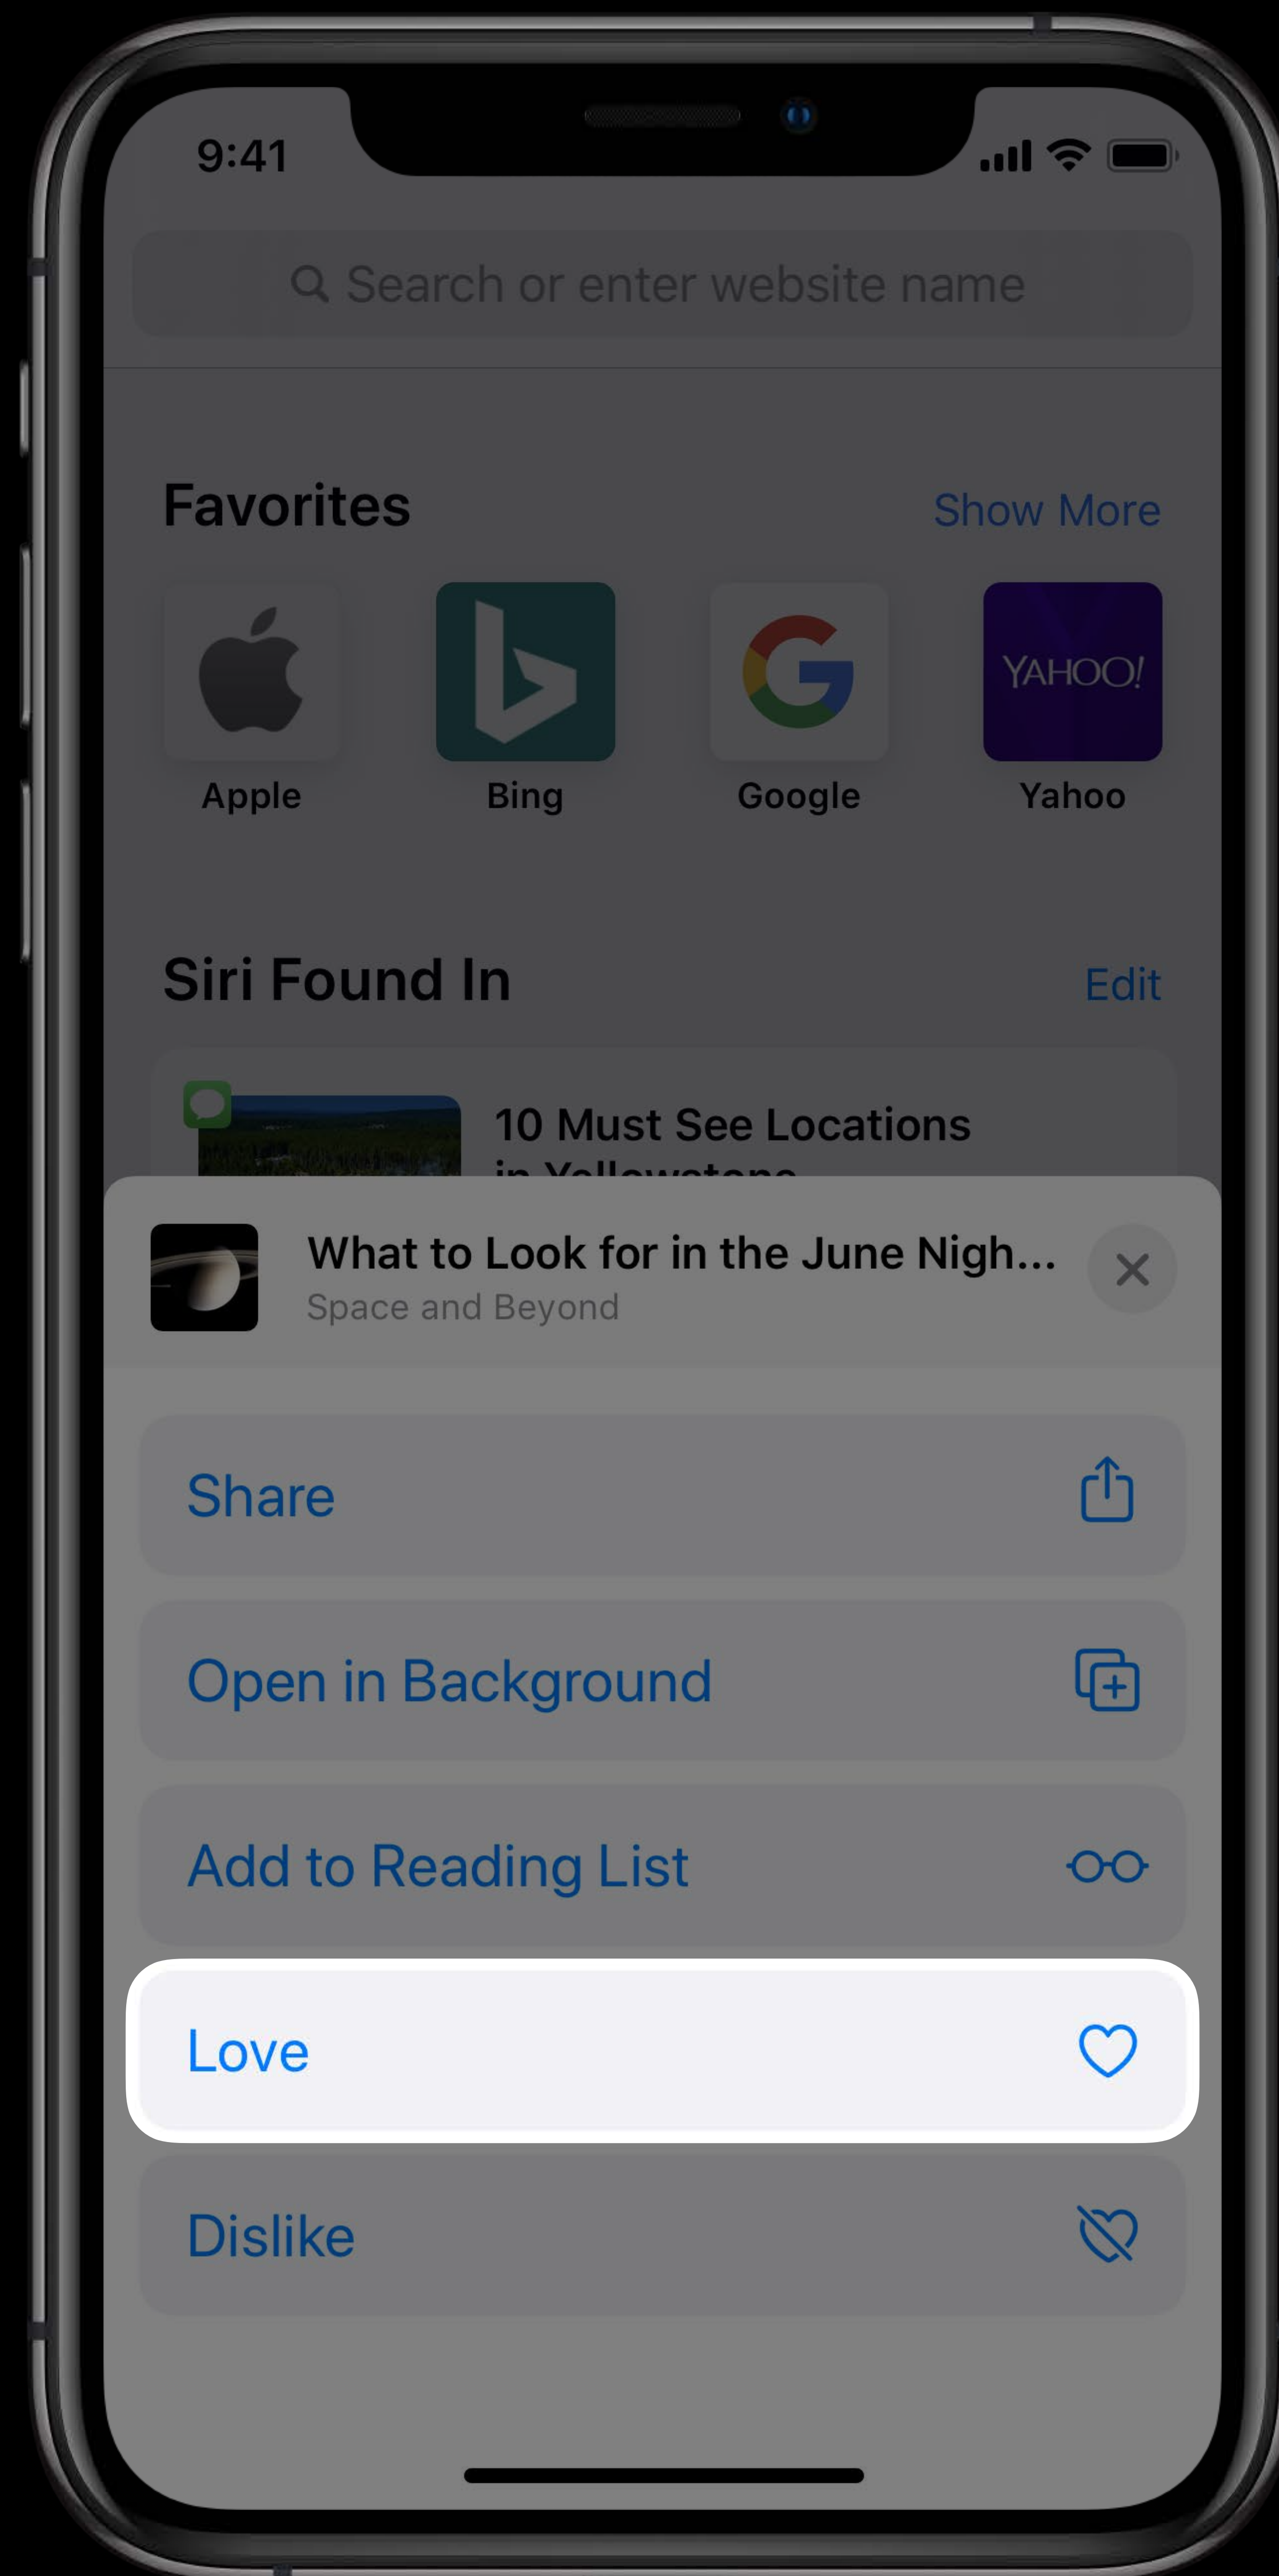 9:41
Search or enter website name
Favorites
Show More
YAHOO!
Apple
Bing
Google
Yahoo
Siri Found In
Edit
10 Must See Locations
in Yellowstone
What to Look for in the June Nigh...
Space and Beyond
Share
Open in Background
Add to Reading List
Love
Dislike